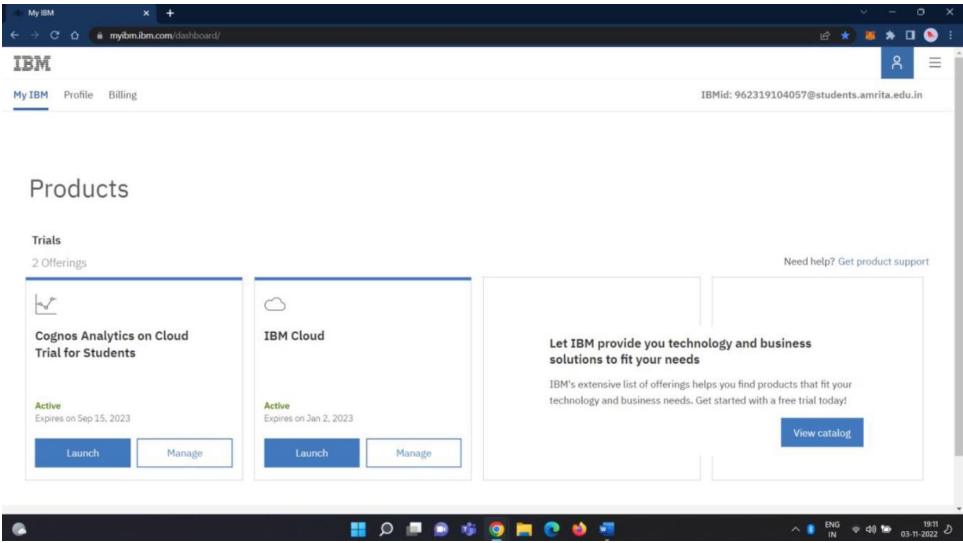 My IBM
myibm.ibm.com/dashboard/
IBM
My IBM Profile Billing
IBMid: 962319104057@students.amrita.edu.in
Products
Trials
2 Offerings
Need help? Get product support
Cognos Analytics on Cloud
Trial for Students
Active
Expires on Sep 15, 2023
Launch Manage
IBM Cloud
Active
Expires on Jan 2, 2023
Launch Manage
Let IBM provide you technology and business
solutions to fit your needs
IBM's extensive list of offerings helps you find products that fit your
technology and business needs. Get started with a free trial today!
View catalog
ENG
IN
19:11
03-11-2022